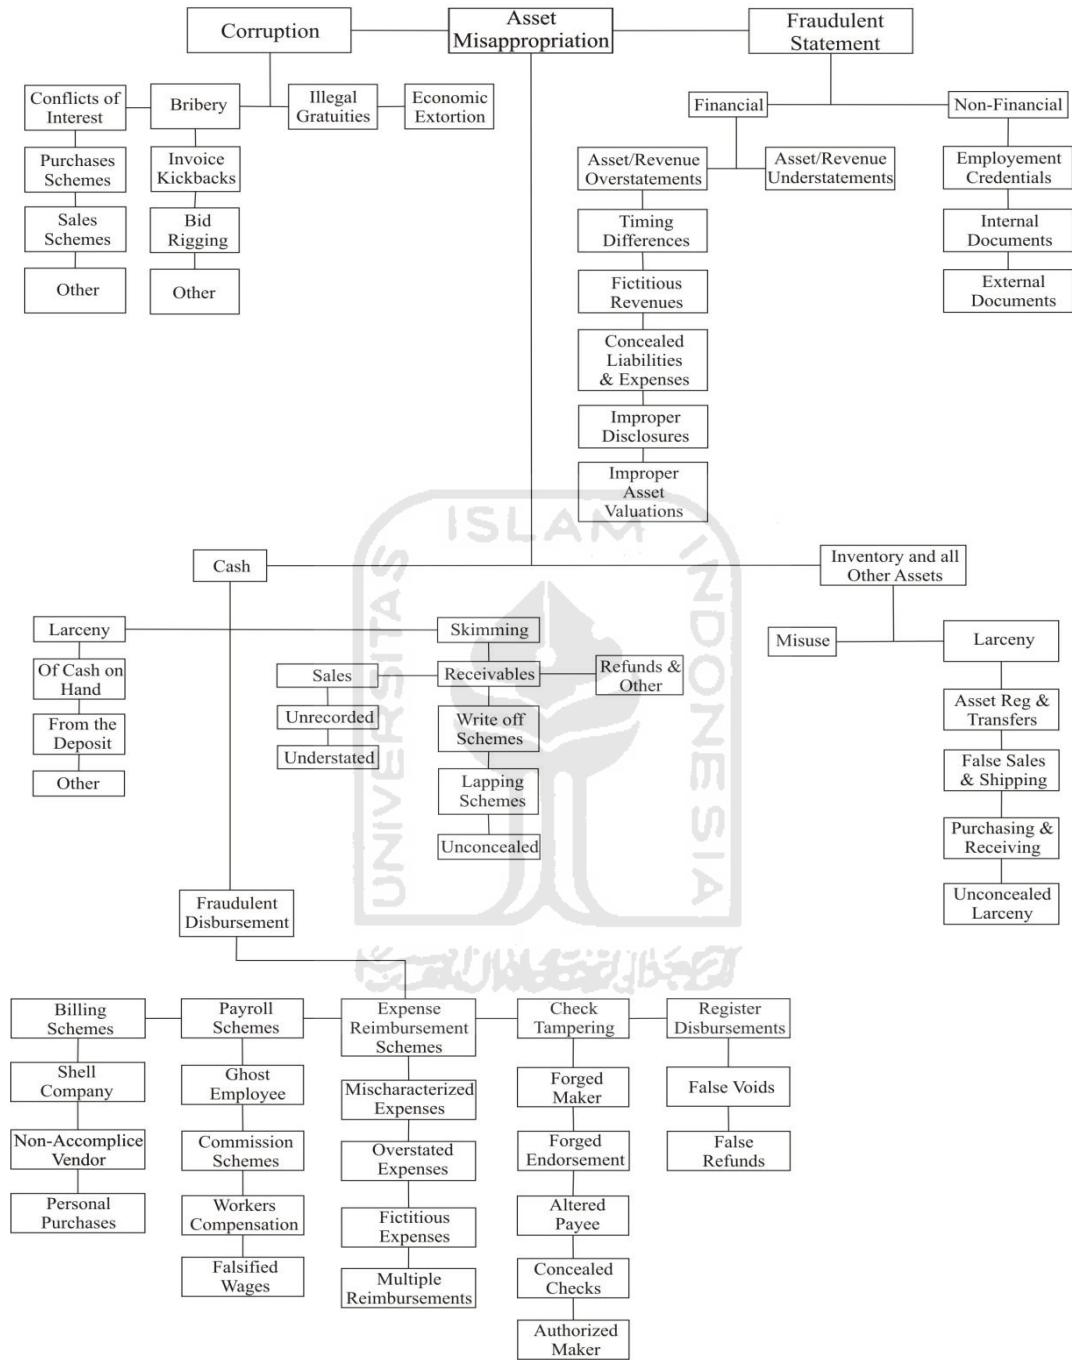 Corruption
Asset
Misappropriation
Fraudulent
Statement
Conflicts of
Interest
Bribery
Illegal
Gratuities
Economic
Extortion
Purchases
Schemes
Invoice
Kickbacks
Sales
Schemes
Bid
Rigging
Other
Other
Financial
Non-Financial
Asset/Revenue
Overstatements
Asset/Revenue
Understatements
Employement
Credentials
Timing
Differences
Internal
Documents
Fictitious
Revenues
External
Documents
Concealed
Liabilities
& Expenses
Improper
Disclosures
Improper
Asset
Valuations
UNIVERSITAS
ISLAM
INDONESIA
Cash
Inventory and all
Other Assets
Larceny
Skimming
Misuse
Larceny
Of Cash on
Hand
From the
Deposit
Other
Sales
Unrecorded
Understated
Receivables
Refunds &
Other
Write off
Schemes
Lapping
Schemes
Unconcealed
Asset Reg &
Transfers
False Sales
& Shipping
Purchasing &
Receiving
Unconcealed
Larceny
Fraudulent
Disbursement
Billing
Schemes
Payroll
Schemes
Expense
Reimbursement
Schemes
Check
Tampering
Register
Disbursements
Shell
Company
Non-Accomplice
Vendor
Personal
Purchases
Ghost
Employee
Commission
Schemes
Workers
Compensation
Falsified
Wages
Mischaracterized
Expenses
Overstated
Expenses
Fictitious
Expenses
Multiple
Reimbursements
Forged
Maker
Forged
Endorsement
Altered
Payee
Concealed
Checks
Authorized
Maker
False Voids
False
Refunds